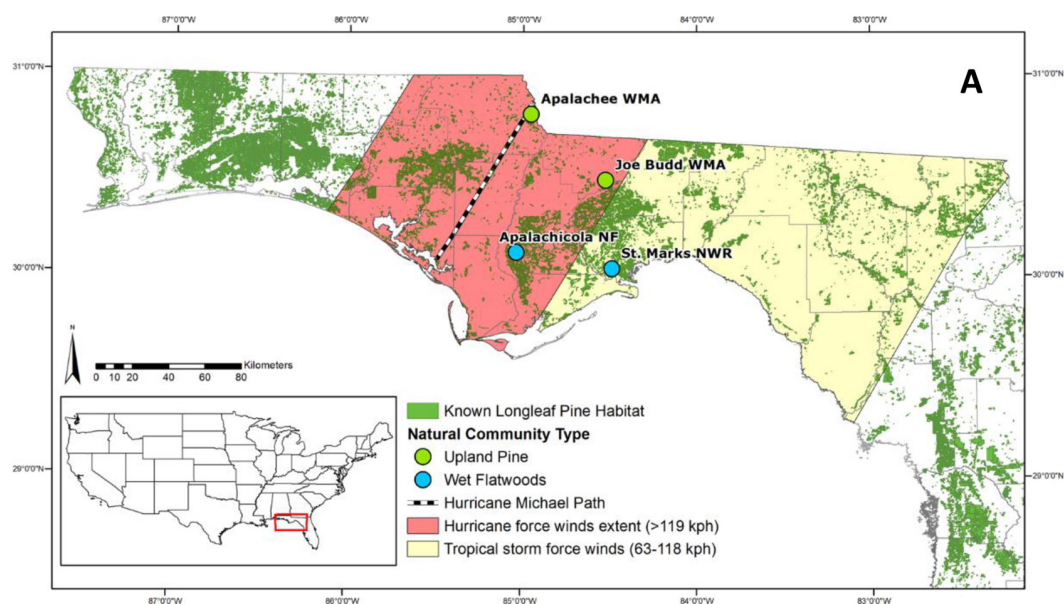 87°0'0"W 86°0'0"W 85°0'0"W 84°0'0"W 83°0'0"W
31°0'0"N
31°0'0"N
A
Apalachee WMA
Joe Budd WMA
Apalachicola NF
St. Marks NWR
30°0'0"N
30°0'0"N
N
Kilometers
0 5 10 20 40 60 80
29°0'0"N
29°0'0"N
Known Longleaf Pine Habitat
Natural Community Type
Upland Pine
Wet Flatwoods
Hurricane Michael Path
Hurricane force winds extent (>119 kph)
Tropical storm force winds (63-118 kph)
87°0'0"W 86°0'0"W 85°0'0"W 84°0'0"W 83°0'0"W